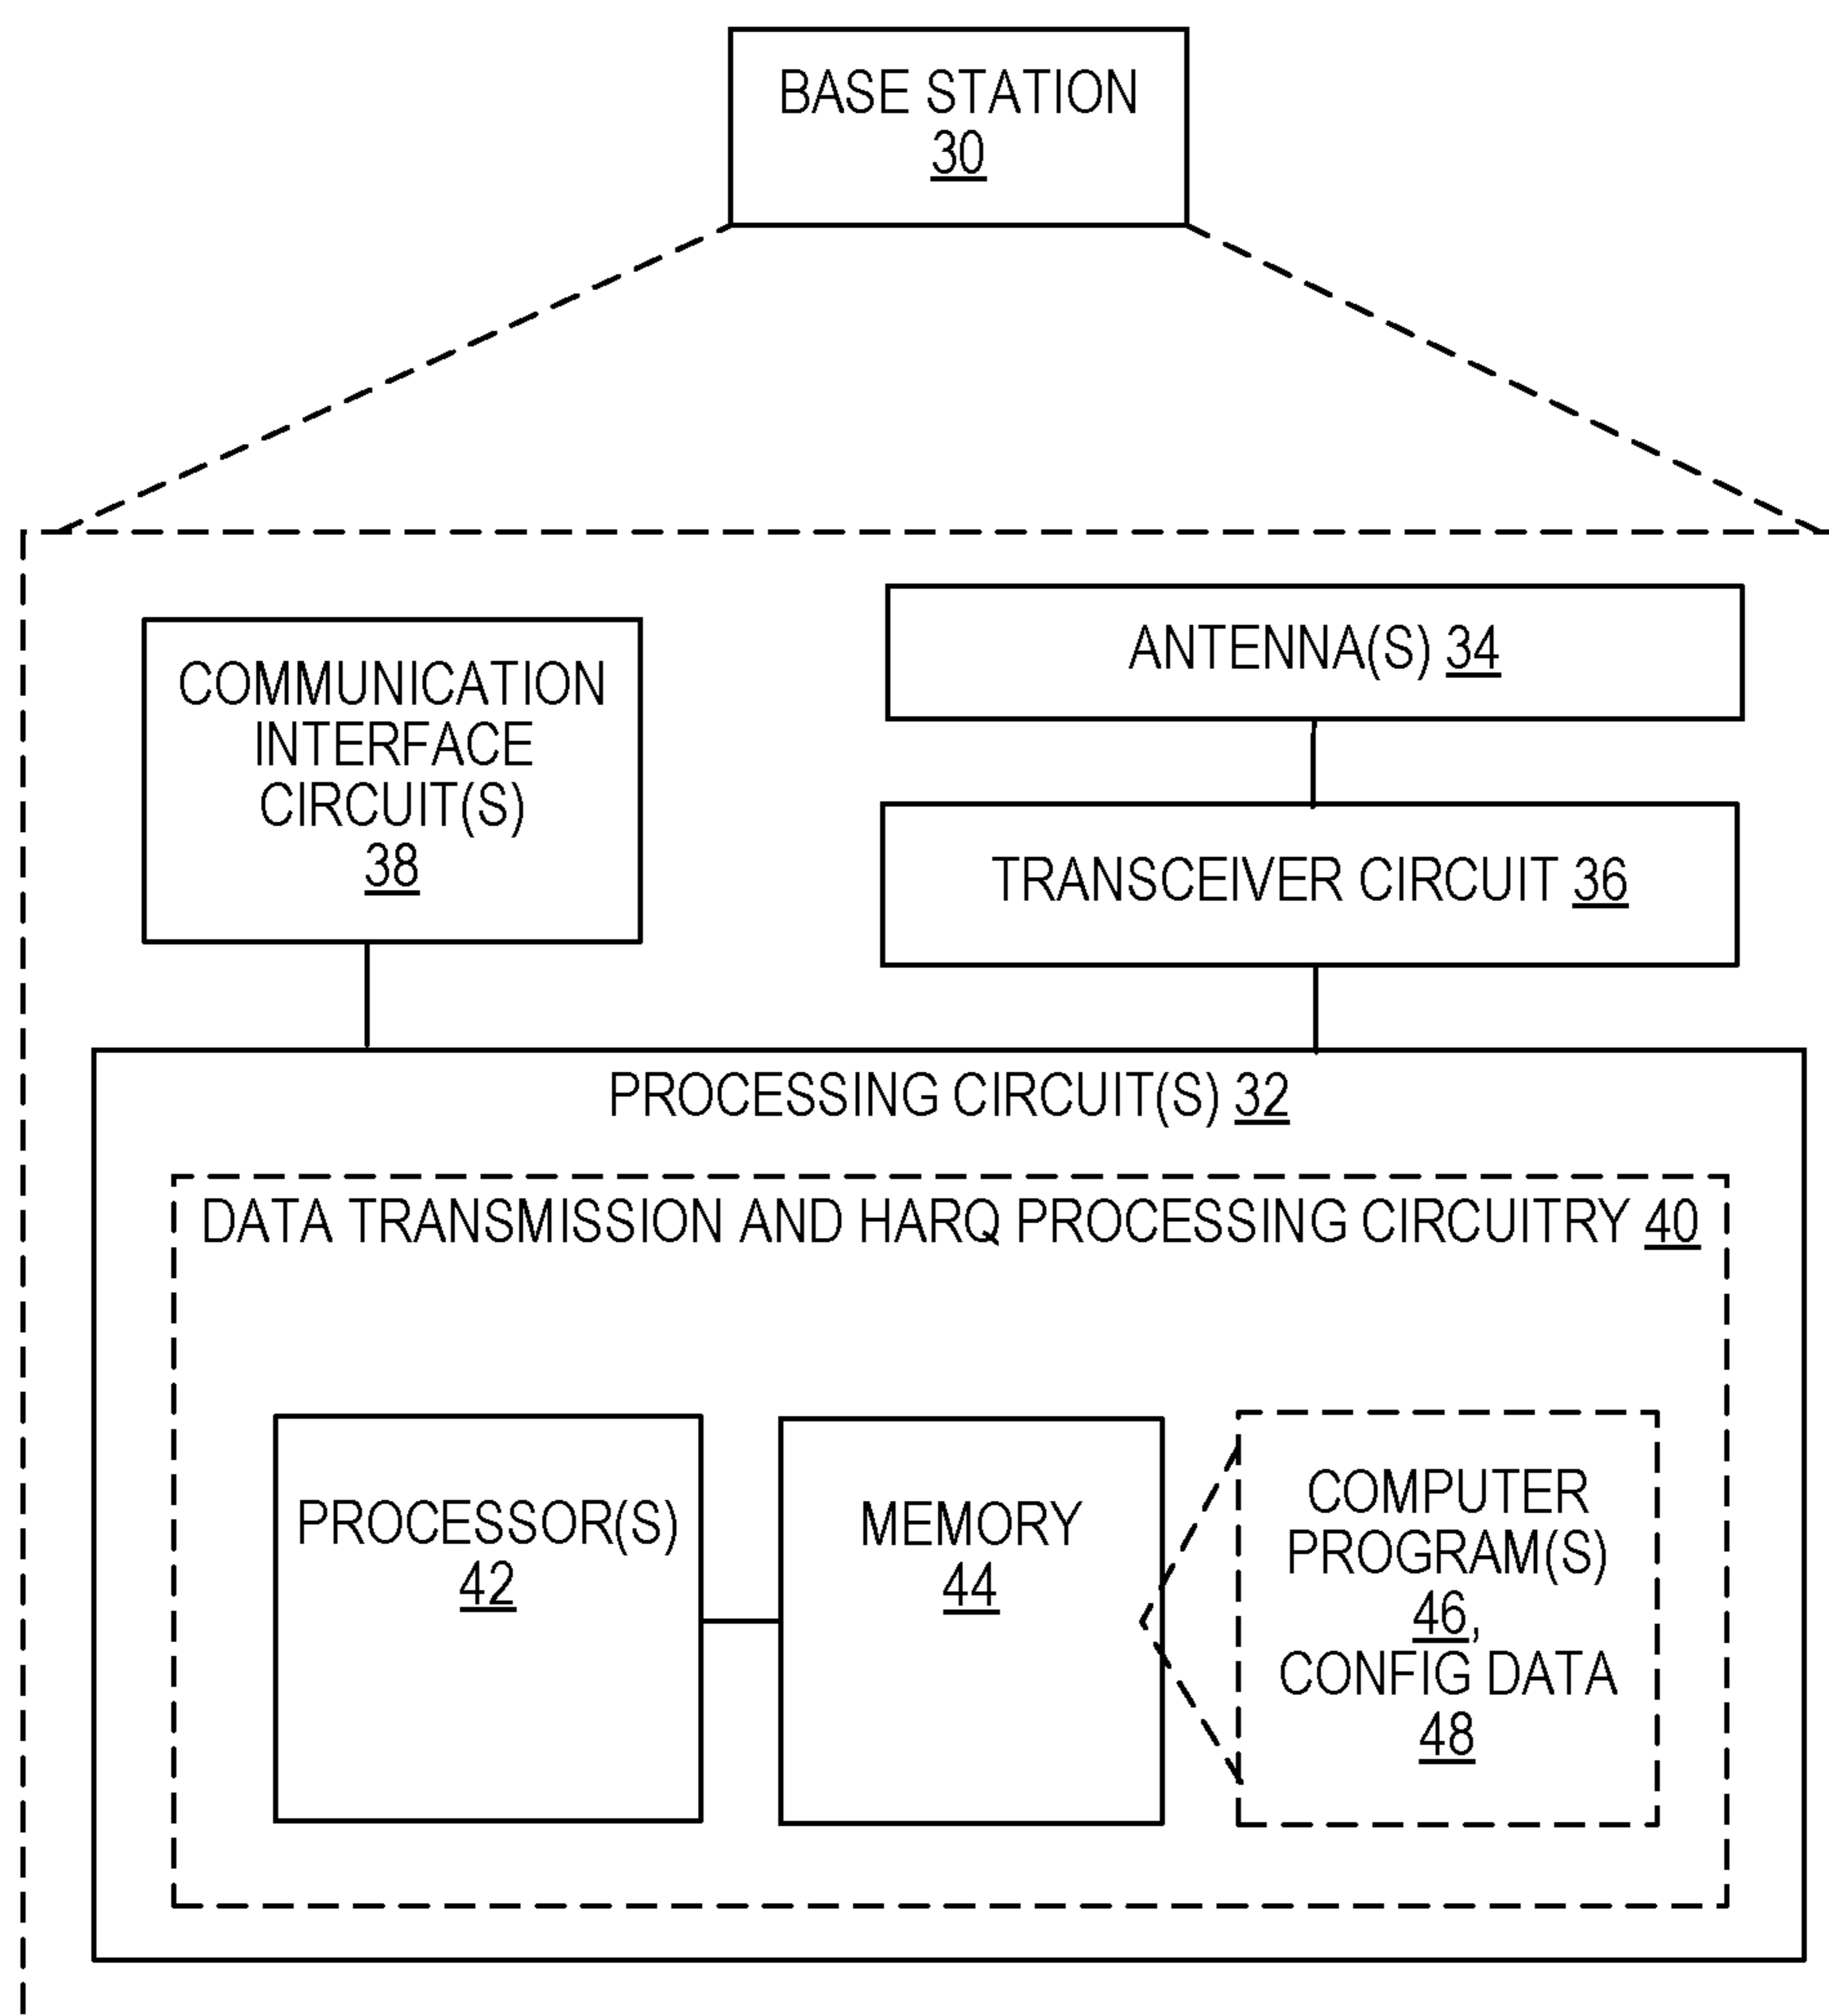 BASE STATION
30
COMMUNICATION
INTERFACE
CIRCUIT(S)
38
ANTENNA(S) 34
TRANSCEIVER CIRCUIT 36
PROCESSING CIRCUIT(S) 32
DATA TRANSMISSION AND HARQ PROCESSING CIRCUITRY 40
PROCESSOR(S)
42
MEMORY
44
COMPUTER
PROGRAM(S)
46,
CONFIG DATA
48